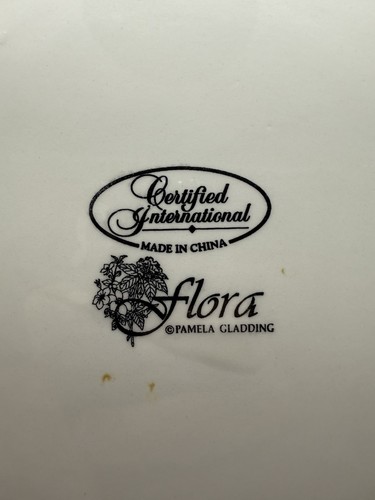 Certified
International
MADE IN CHINA
flora
©PAMELA GLADDING